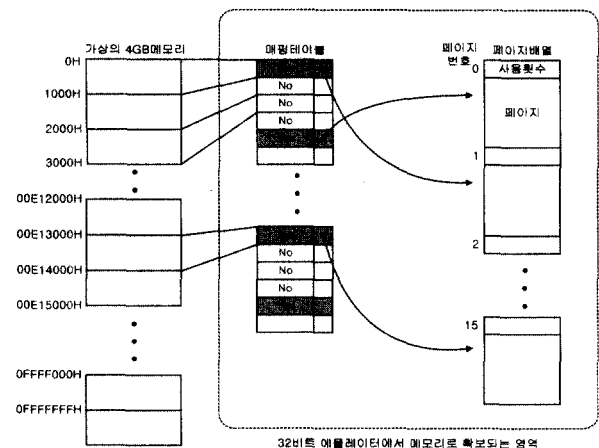 가상의 4GB메모리
매핑테이블
페이지
번호
페이지배열
0H
1000H
2000H
3000H
00E12000H
00E13000H
00E14000H
00E15000H
0FFFF000H
0FFFFFFFH
No
No
No
No
No
No
0
사용횟수
페이지
1
2
15
32비트 에뮬레이터에서 메모리로 확보되는 영역